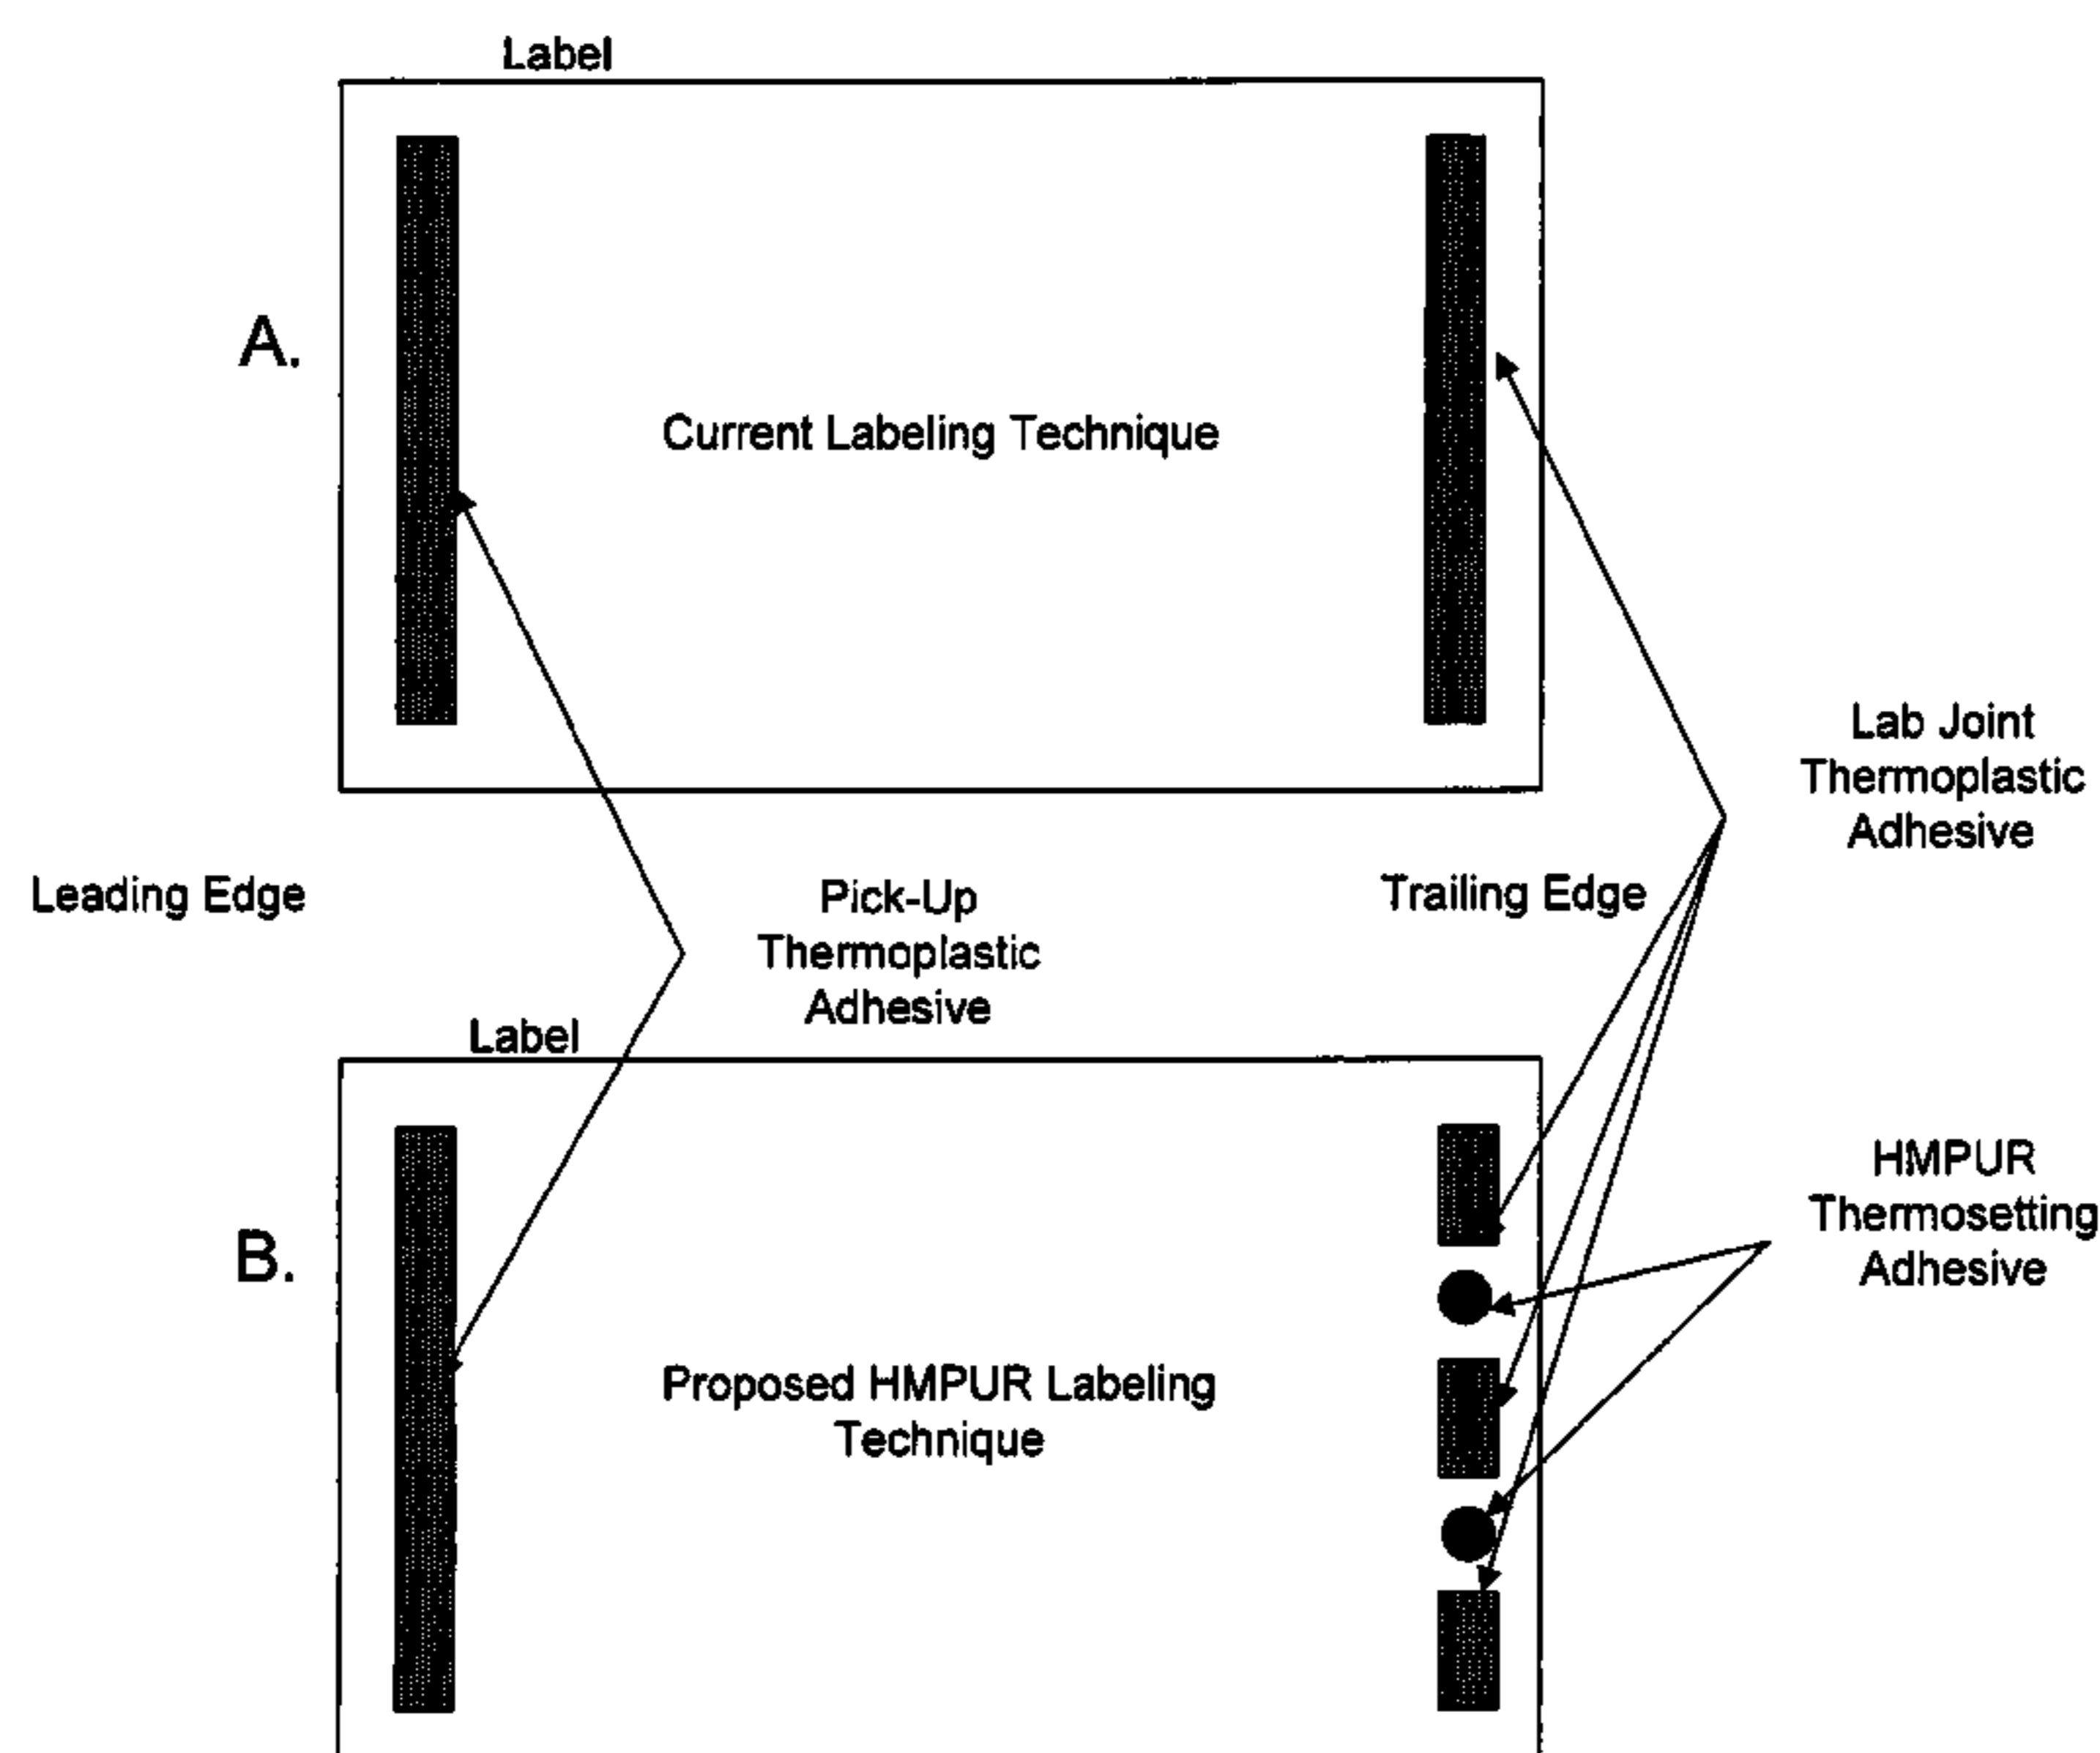 Label
A.
Current Labeling Technique
Lab Joint
Thermoplastic
Adhesive
Leading Edge
Pick-Up
Thermoplastic
Adhesive
Trailing Edge
Label
HMPUR
Thermosetting
Adhesive
B.
Proposed HMPUR Labeling
Technique